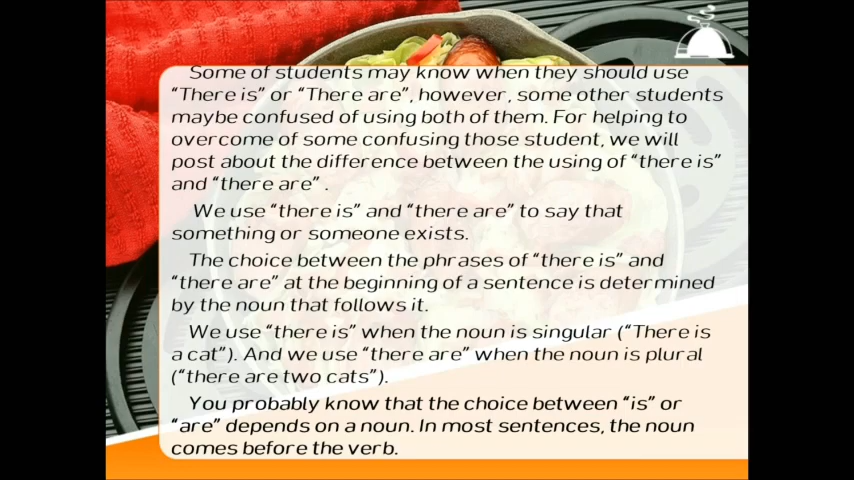 Some of students may know when they should use
“There is” or “There are”, however, some other students
maybe confused of using both of them. For helping to
overcome of some confusing those student, we will
post about the difference between the using of “there is”
and “there are” .
We use “there is” and “there are” to say that
something or someone exists.
The choice between the phrases of “there is” and
“there are” at the beginning of a sentence is determined
by the noun that follows it.
We use “there is” when the noun is singular (“There is
a cat”). And we use “there are” when the noun is plural
(“there are two cats”).
You probably know that the choice between “is” or
“are” depends on a noun. In most sentences, the noun
comes before the verb.